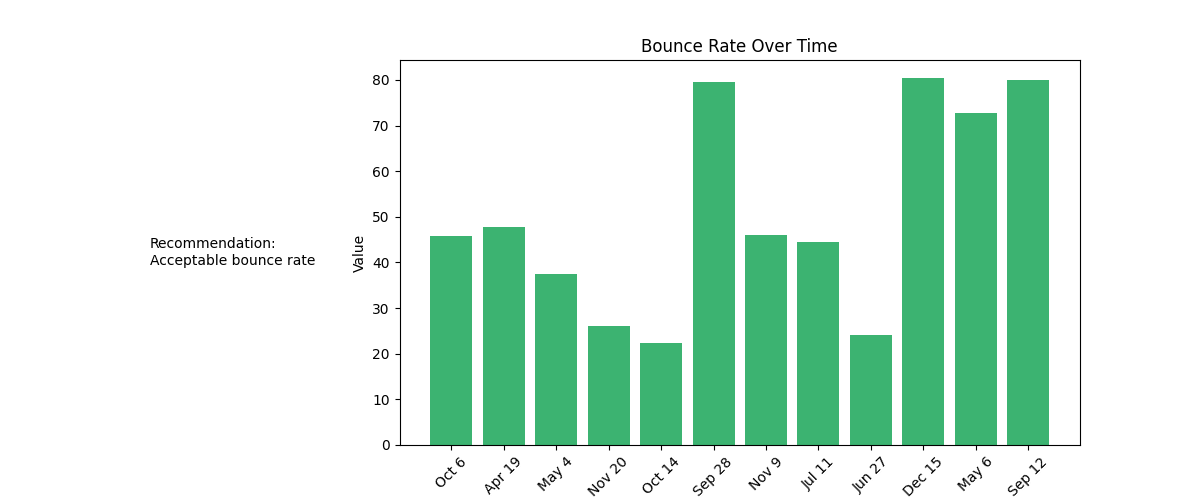 Bounce Rate Over Time
Recommendation:
Acceptable bounce rate
Value
80
70
60
50
40
30
20
10
0
Oct 6
Apr 19
May 4
Nov 20
Oct 14
Sep 28
Nov 9
Jul 11
Jun 27
Dec 15
May 6
Sep 12